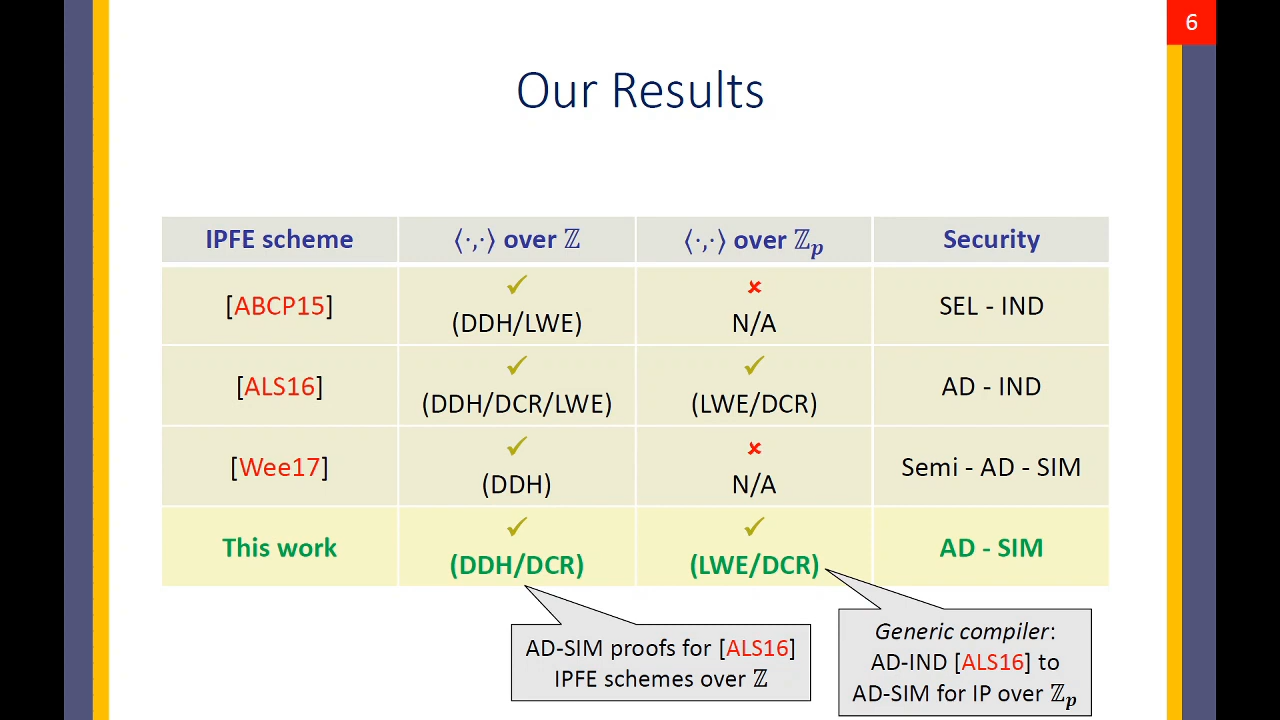 6
Our Results
IPFE scheme
⟨·,·⟩ over ℤ
⟨·,·⟩ over ℤₚ
Security
[ABCP15]
✓
(DDH/LWE)
×
N/A
SEL - IND
[ALS16]
✓
(DDH/DCR/LWE)
✓
(LWE/DCR)
AD - IND
[Wee17]
✓
(DDH)
×
N/A
Semi - AD - SIM
This work
✓
(DDH/DCR)
✓
(LWE/DCR)
AD - SIM
AD-SIM proofs for [ALS16]
IPFE schemes over ℤ
Generic compiler:
AD-IND [ALS16] to
AD-SIM for IP over ℤₚ